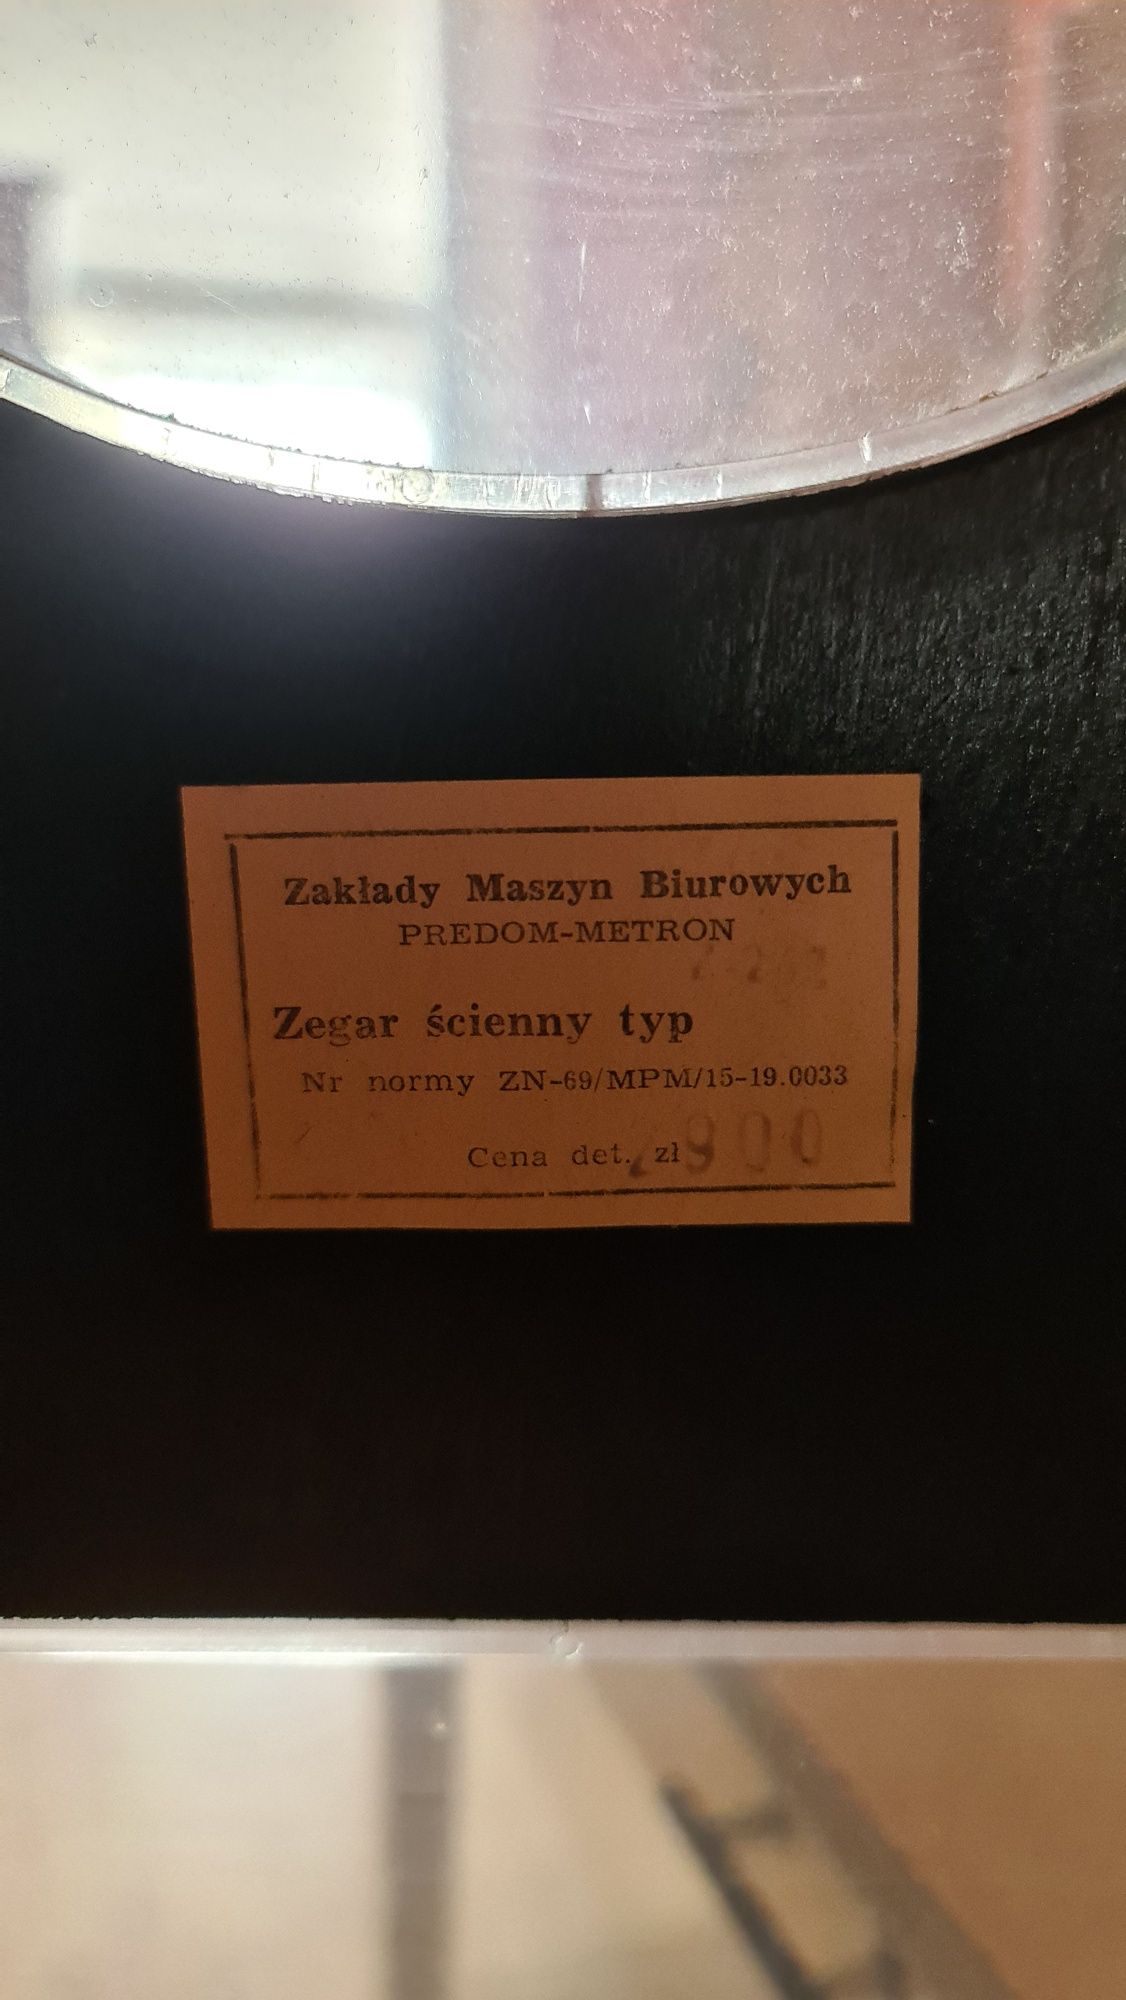 Zakłady Maszyn Biurowych
PREDOM-METRON
Zegar ścienny typ
Nr normy ZN-69/MPM/15-19.0033
Cena det. zł